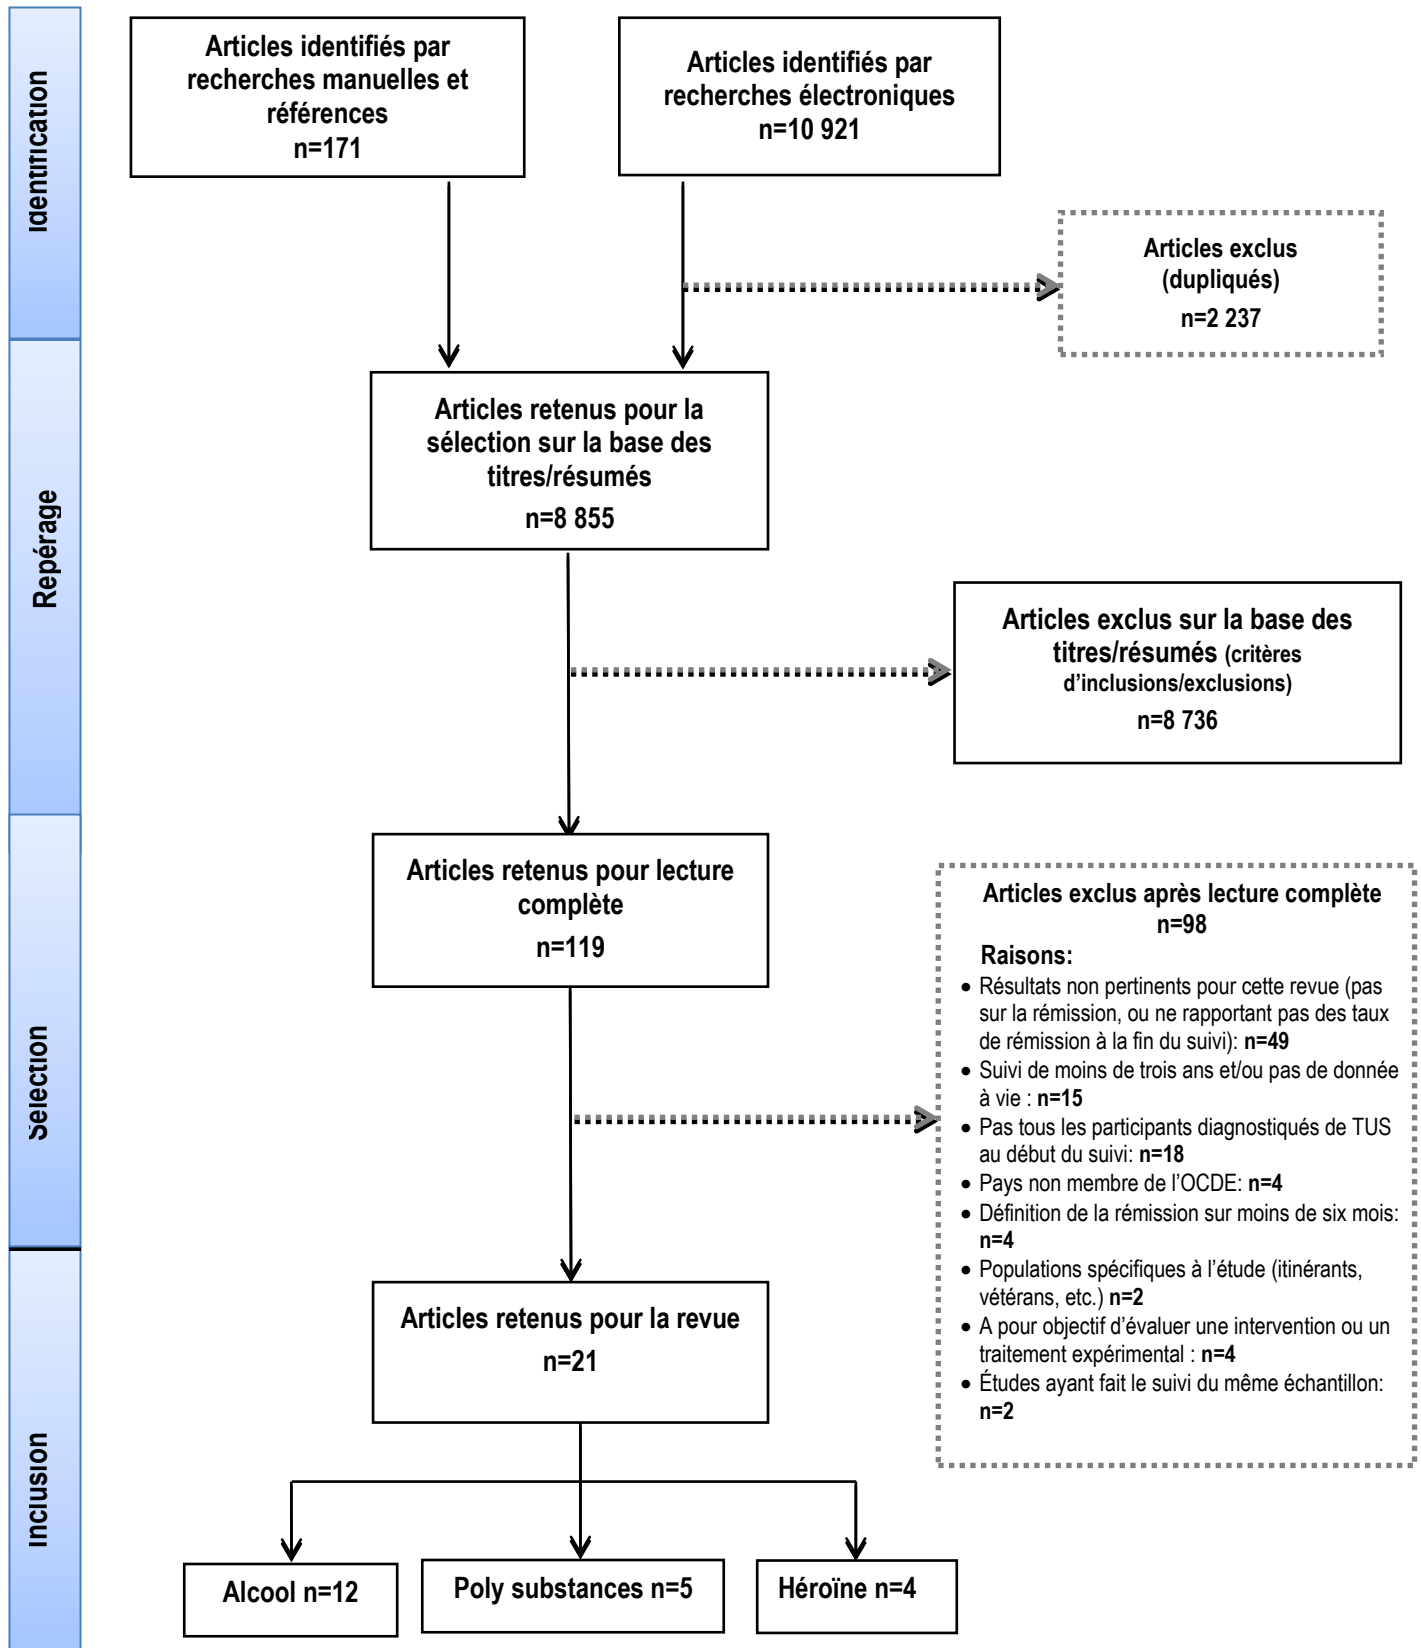 Identification
Articles identifiés par
recherches manuelles et
références
n=171
Articles identifiés par
recherches électroniques
n=10 921
Articles exclus
(dupliqués)
n=2 237
Repérage
Articles retenus pour la
sélection sur la base des
titres/résumés
n=8 855
Articles exclus sur la base des
titres/résumés (critères
d’inclusions/exclusions)
n=8 736
Sélection
Articles retenus pour lecture
complète
n=119
Articles exclus après lecture complète
n=98
Raisons:
• Résultats non pertinents pour cette revue (pas
sur la rémission, ou ne rapportant pas des taux
de rémission à la fin du suivi): n=49
• Suivi de moins de trois ans et/ou pas de donnée
à vie : n=15
• Pas tous les participants diagnostiqués de TUS
au début du suivi: n=18
• Pays non membre de l’OCDE: n=4
• Définition de la rémission sur moins de six mois:
n=4
• Populations spécifiques à l’étude (itinérants,
vétérans, etc.) n=2
• A pour objectif d’évaluer une intervention ou un
traitement expérimental : n=4
• Études ayant fait le suivi du même échantillon:
n=2
Inclusion
Articles retenus pour la revue
n=21
Alcool n=12
Poly substances n=5
Héroïne n=4